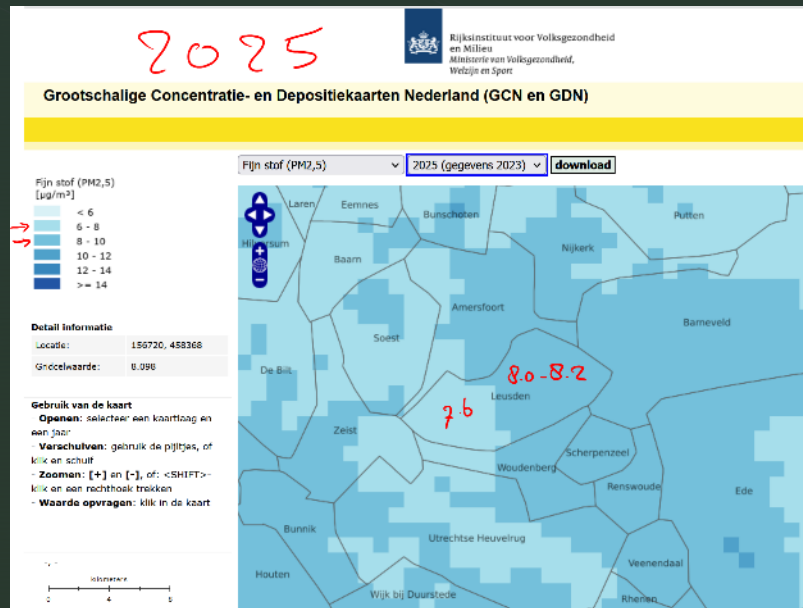 2025
Rijksinstituut voor Volksgezondheid
en Milieu
Ministerie van Volksgezondheid,
Welzijn en Sport
Grootschalige Concentratie- en Depositiekaarten Nederland (GCN en GDN)
Fijn stof (PM2,5)
2025 (gegevens 2023)
download
Fijn stof (PM2,5)
[µg/m³]
< 6
6 - 8
8 - 10
10 - 12
12 - 14
>= 14
Detail informatie
Locatie: 156720, 458368
Gridcelwaarde: 8.098
Gebruik van de kaart
- Openen: selecteer een kaartlaag en
een jaar
- Verschuiven: gebruik de pijltjes, of
klik en schuif
- Zoomen: [+] en [-], of: <SHIFT>-
klik en een rechthoek trekken
- Waarde opvragen: klik in de kaart
kilometers
4
Laren
Eemnes
Bunschoten
Putten
Hilversum
Nijkerk
Baarn
Amersfoort
Barneveld
Soest
De Bilt
8.0-8.2
Leusden
7.6
Zeist
Scherpenzeel
Woudenberg
Renswoude
Ede
Bunnik
Utrechtse Heuvelrug
Veenendaal
Houten
Wijk bij Duurstede
Rhenen